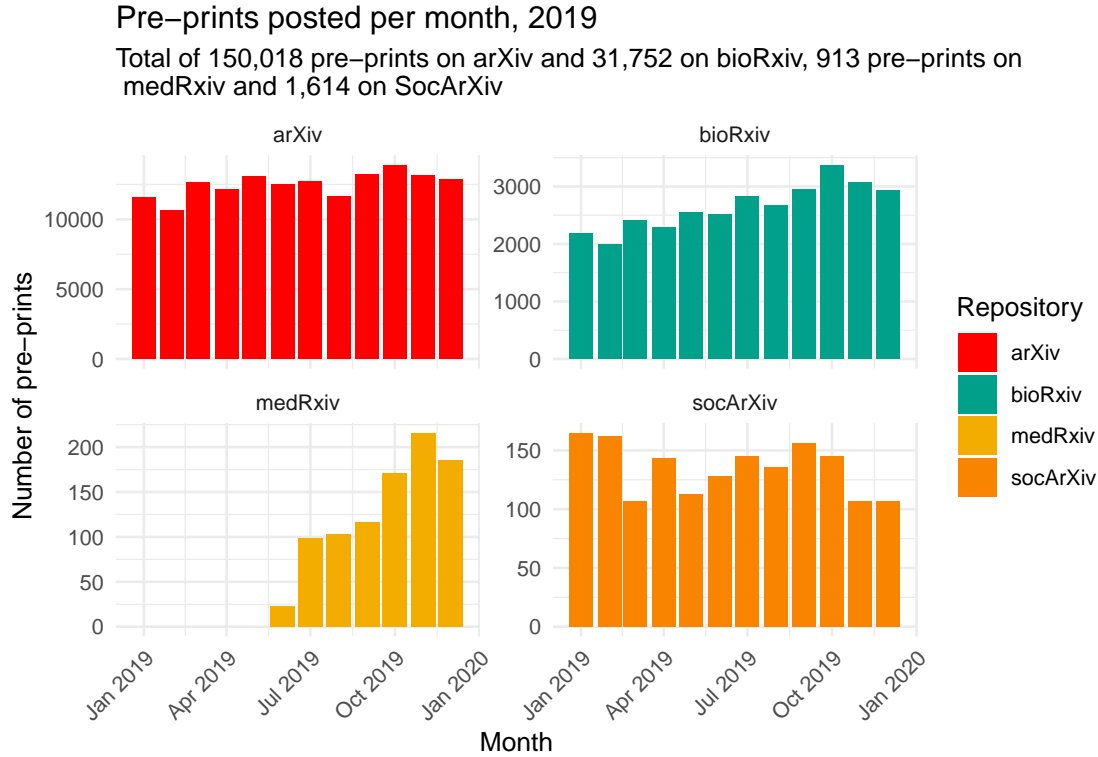 Pre−prints posted per month, 2019
Total of 150,018 pre−prints on arXiv and 31,752 on bioRxiv, 913 pre−prints on
medRxiv and 1,614 on SocArXiv
arXiv
bioRxiv
10000
5000
0
3000
2000
1000
0
medRxiv
socArXiv
200
150
100
50
0
150
100
50
0
Jan 2019
Apr 2019
Jul 2019
Oct 2019
Jan 2020
Jan 2019
Apr 2019
Jul 2019
Oct 2019
Jan 2020
Month
Number of pre−prints
Repository
arXiv
bioRxiv
medRxiv
socArXiv